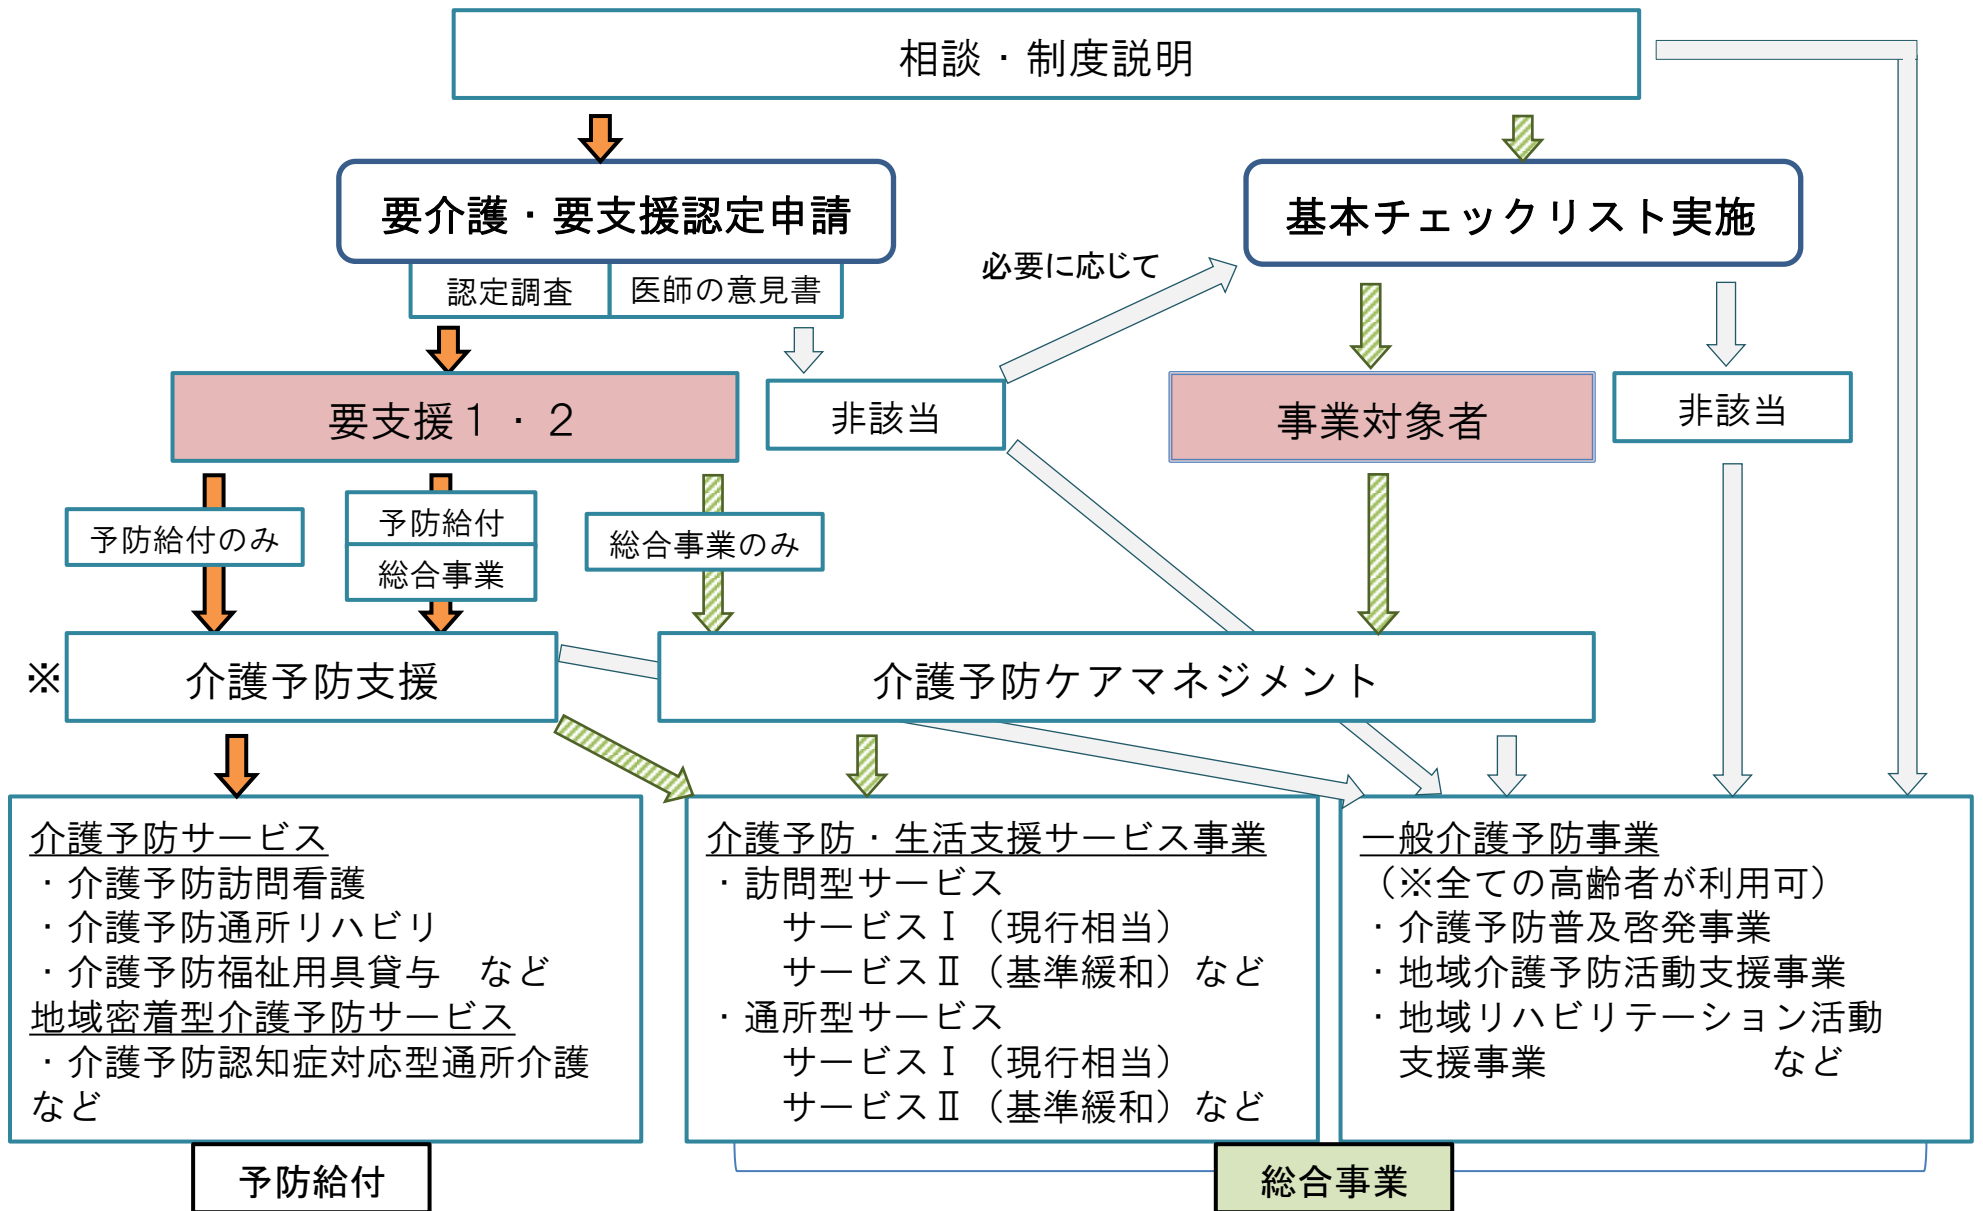 相談・制度説明
要介護・要支援認定申請
基本チェックリスト実施
認定調査
医師の意見書
必要に応じて
要支援１・２
非該当
事業対象者
非該当
予防給付のみ
予防給付
総合事業
総合事業のみ
※
介護予防支援
介護予防ケアマネジメント
介護予防サービス
・介護予防訪問看護
・介護予防通所リハビリ
・介護予防福祉用具貸与　など
地域密着型介護予防サービス
・介護予防認知症対応型通所介護
など
介護予防・生活支援サービス事業
・訪問型サービス
サービスⅠ（現行相当）
サービスⅡ（基準緩和）など
・通所型サービス
サービスⅠ（現行相当）
サービスⅡ（基準緩和）など
一般介護予防事業
（※全ての高齢者が利用可）
・介護予防普及啓発事業
・地域介護予防活動支援事業
・地域リハビリテーション活動
支援事業　　　　　　など
予防給付
総合事業